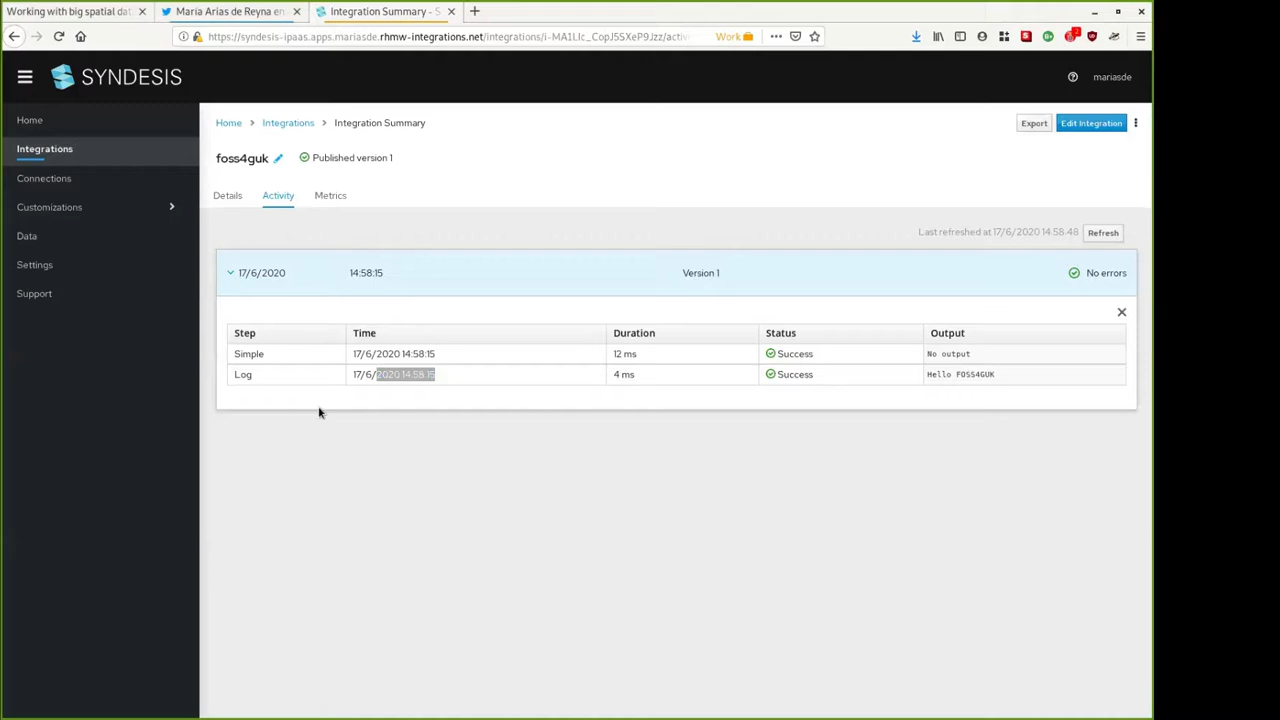 Working with big spatial dat
María Arias de Reyna en
Integration Summary - S
https://syndesis-ipaas.apps.mariasde.rhmw-integrations.net/integrations/i-MA1LIc_CopJ5SXeP9Jzz/activ
Work
2
SYNDESIS
mariasde
Home
Integrations
Connections
Customizations
Data
Settings
Support
Home > Integrations > Integration Summary
Export
Edit Integration
foss4guk
Published version 1
Details Activity Metrics
Last refreshed at 17/6/2020 14:58:48 Refresh
17/6/2020 14:58:15 Version 1 No errors
Step Time Duration Status Output
Simple 17/6/2020 14:58:15 12 ms Success No output
Log 17/6/2020 14:58:15 4 ms Success Hello FOSS4GUK